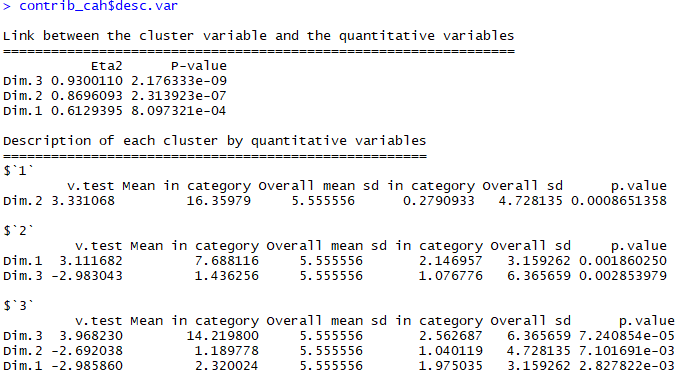 > contrib_cah$desc.var
Link between the cluster variable and the quantitative variables
================================================================
Eta2 P-value
Dim.3 0.9300110 2.176333e-09
Dim.2 0.8696093 2.313923e-07
Dim.1 0.6129395 8.097321e-04
Description of each cluster by quantitative variables
=====================================================
$`1`
v.test Mean in category Overall mean sd in category Overall sd p.value
Dim.2 3.331068 16.35979 5.555556 0.2790933 4.728135 0.0008651358
$`2`
v.test Mean in category Overall mean sd in category Overall sd p.value
Dim.1 3.111682 7.688116 5.555556 2.146957 3.159262 0.001860250
Dim.3 -2.983043 1.436256 5.555556 1.076776 6.365659 0.002853979
$`3`
v.test Mean in category Overall mean sd in category Overall sd p.value
Dim.3 3.968230 14.219800 5.555556 2.562687 6.365659 7.240854e-05
Dim.2 -2.692038 1.189778 5.555556 1.040119 4.728135 7.101691e-03
Dim.1 -2.985860 2.320024 5.555556 1.975035 3.159262 2.827822e-03